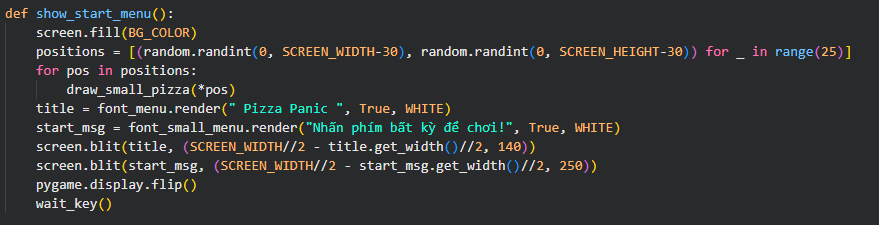 def show_start_menu():
    screen.fill(BG_COLOR)
    positions = [(random.randint(0, SCREEN_WIDTH-30), random.randint(0, SCREEN_HEIGHT-30)) for _ in range(25)]
    for pos in positions:
        draw_small_pizza(*pos)
    title = font_menu.render(" Pizza Panic ", True, WHITE)
    start_msg = font_small_menu.render("Nhấn phím bất kỳ để chơi!", True, WHITE)
    screen.blit(title, (SCREEN_WIDTH//2 - title.get_width()//2, 140))
    screen.blit(start_msg, (SCREEN_WIDTH//2 - start_msg.get_width()//2, 250))
    pygame.display.flip()
    wait_key()